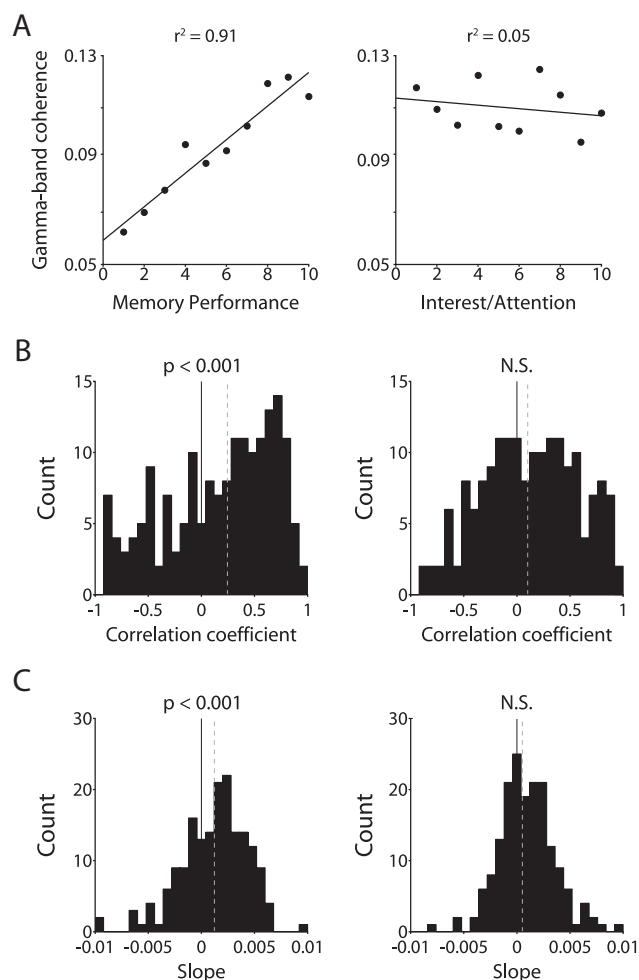 A
r² = 0.91
r² = 0.05
Gamma-band coherence
0.13
0.09
0.05
0 2 4 6 8 10
Memory Performance
0.13
0.09
0.05
0 2 4 6 8 10
Interest/Attention
B
p < 0.001
N.S.
Count
15
10
5
0
-1 -0.5 0 0.5 1
Correlation coefficient
Count
15
10
5
0
-1 -0.5 0 0.5 1
Correlation coefficient
C
p < 0.001
N.S.
Count
30
20
10
0
-0.01 -0.005 0 0.005 0.01
Slope
Count
30
20
10
0
-0.01 -0.005 0 0.005 0.01
Slope